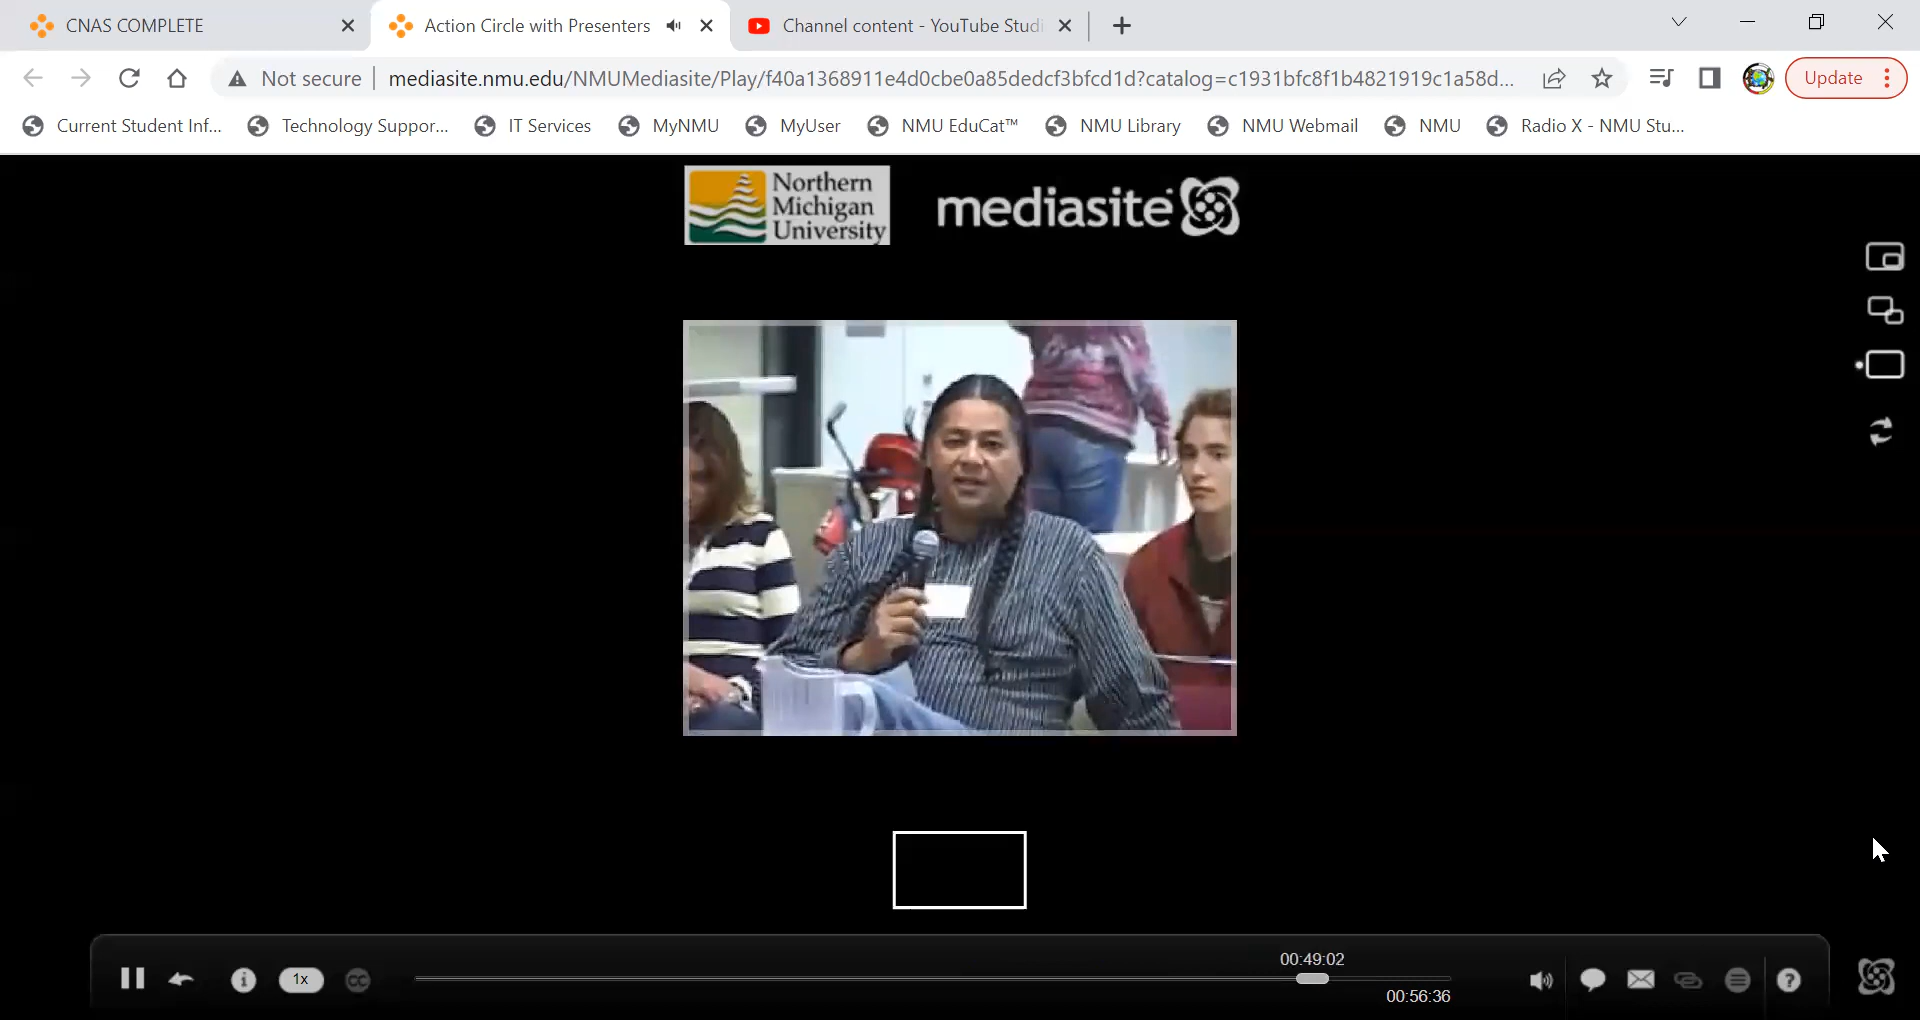 CNAS COMPLETE
Action Circle with Presenters
Channel content - YouTube Studi
Not secure
mediasite.nmu.edu/NMUMediasite/Play/f40a1368911e4d0cbe0a85dedcf3bfcd1d?catalog=c1931bfc8f1b4821919c1a58d...
Update
Current Student Inf...
Technology Suppor...
IT Services
MyNMU
MyUser
NMU EduCat™
NMU Library
NMU Webmail
NMU
Radio X - NMU Stu...
Northern
Michigan
University
mediasite
1x
CC
00:49:02
00:56:36